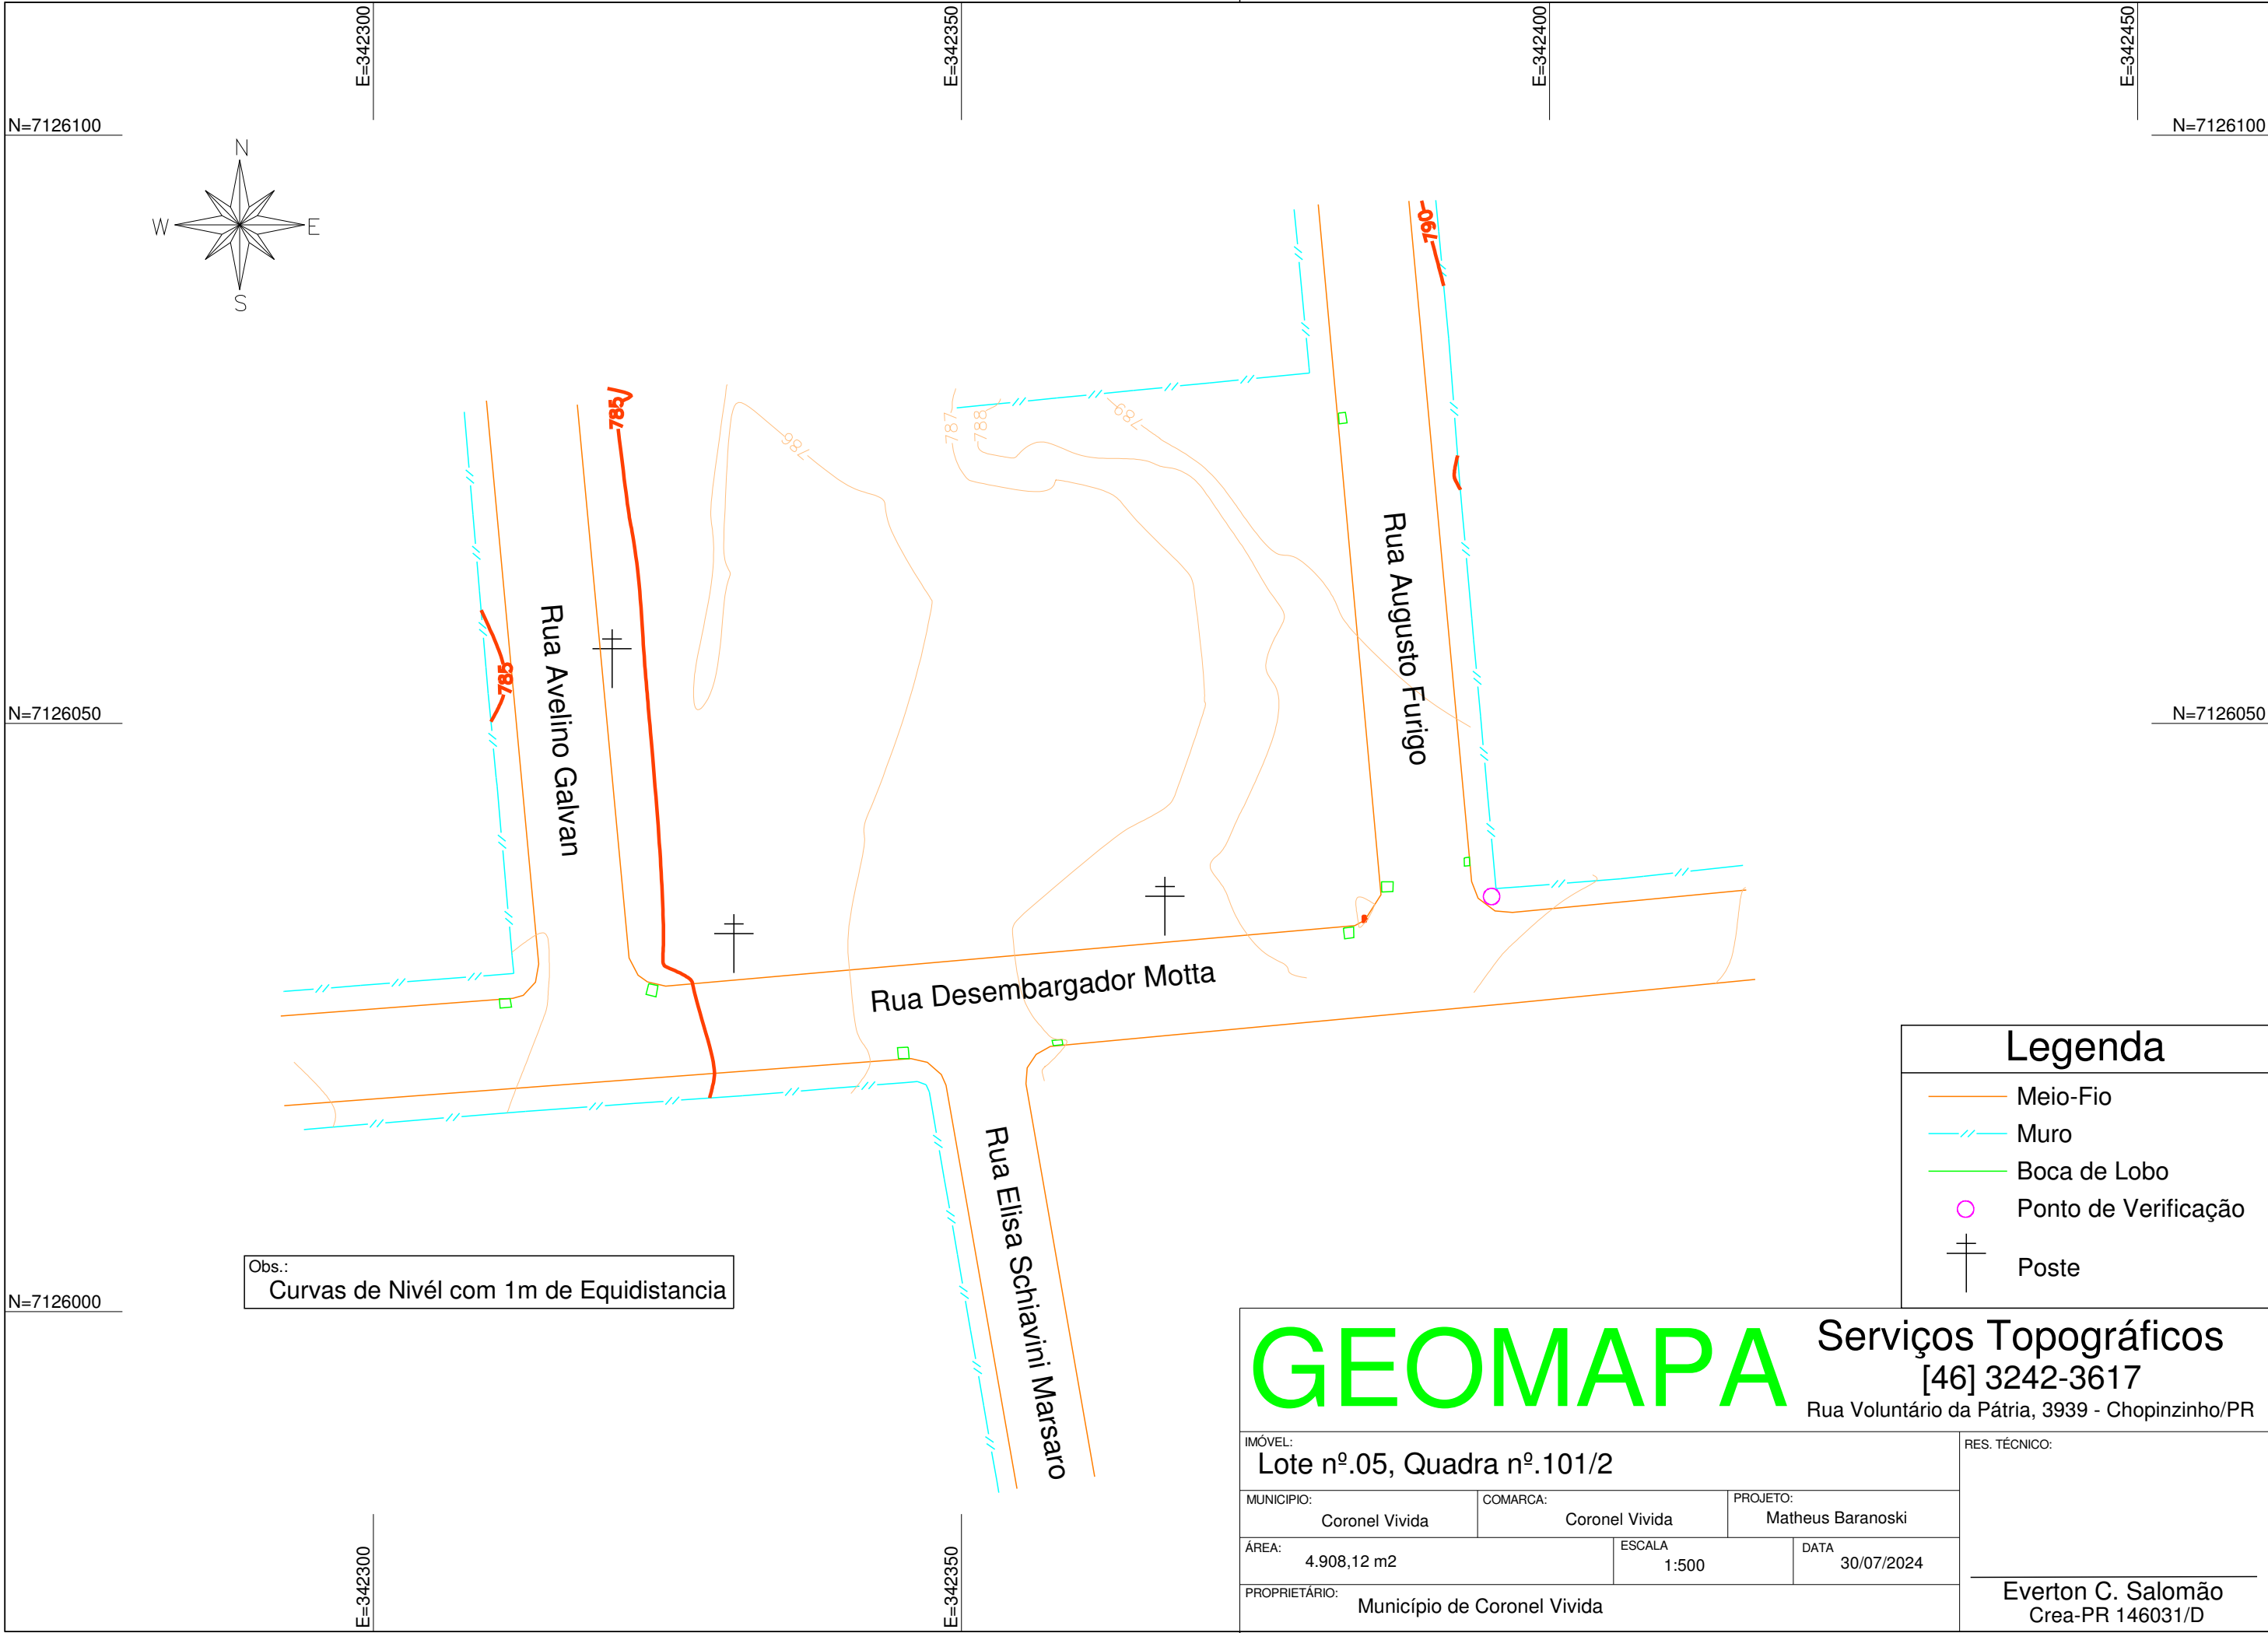 E=342300
E=342350
E=342400
E=342450
N=7126100
N=7126100
N
W
E
S
790
785
786
787
788
789
785
Rua Avelino Galvan
Rua Augusto Furigo
N=7126050
N=7126050
Rua Desembargador Motta
Rua Elisa Schiavini Marsaro
Legenda
Meio-Fio
Muro
Boca de Lobo
Ponto de Verificação
Poste
Obs.:
Curvas de Nivél com 1m de Equidistancia
N=7126000
GEOMAPA
Serviços Topográficos
[46] 3242-3617
Rua Voluntário da Pátria, 3939 - Chopinzinho/PR
IMÓVEL:
Lote nº.05, Quadra nº.101/2
RES. TÉCNICO:
MUNICIPIO:
Coronel Vivida
COMARCA:
Coronel Vivida
PROJETO:
Matheus Baranoski
ÁREA:
4.908,12 m2
ESCALA
1:500
DATA
30/07/2024
PROPRIETÁRIO:
Município de Coronel Vivida
Everton C. Salomão
Crea-PR 146031/D
E=342300
E=342350